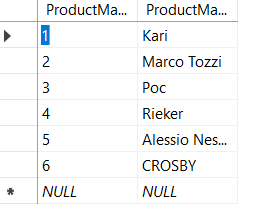 ProductMa... ProductMa...
1 Kari
2 Marco Tozzi
3 Poc
4 Rieker
5 Alessio Nes...
6 CROSBY
* NULL NULL